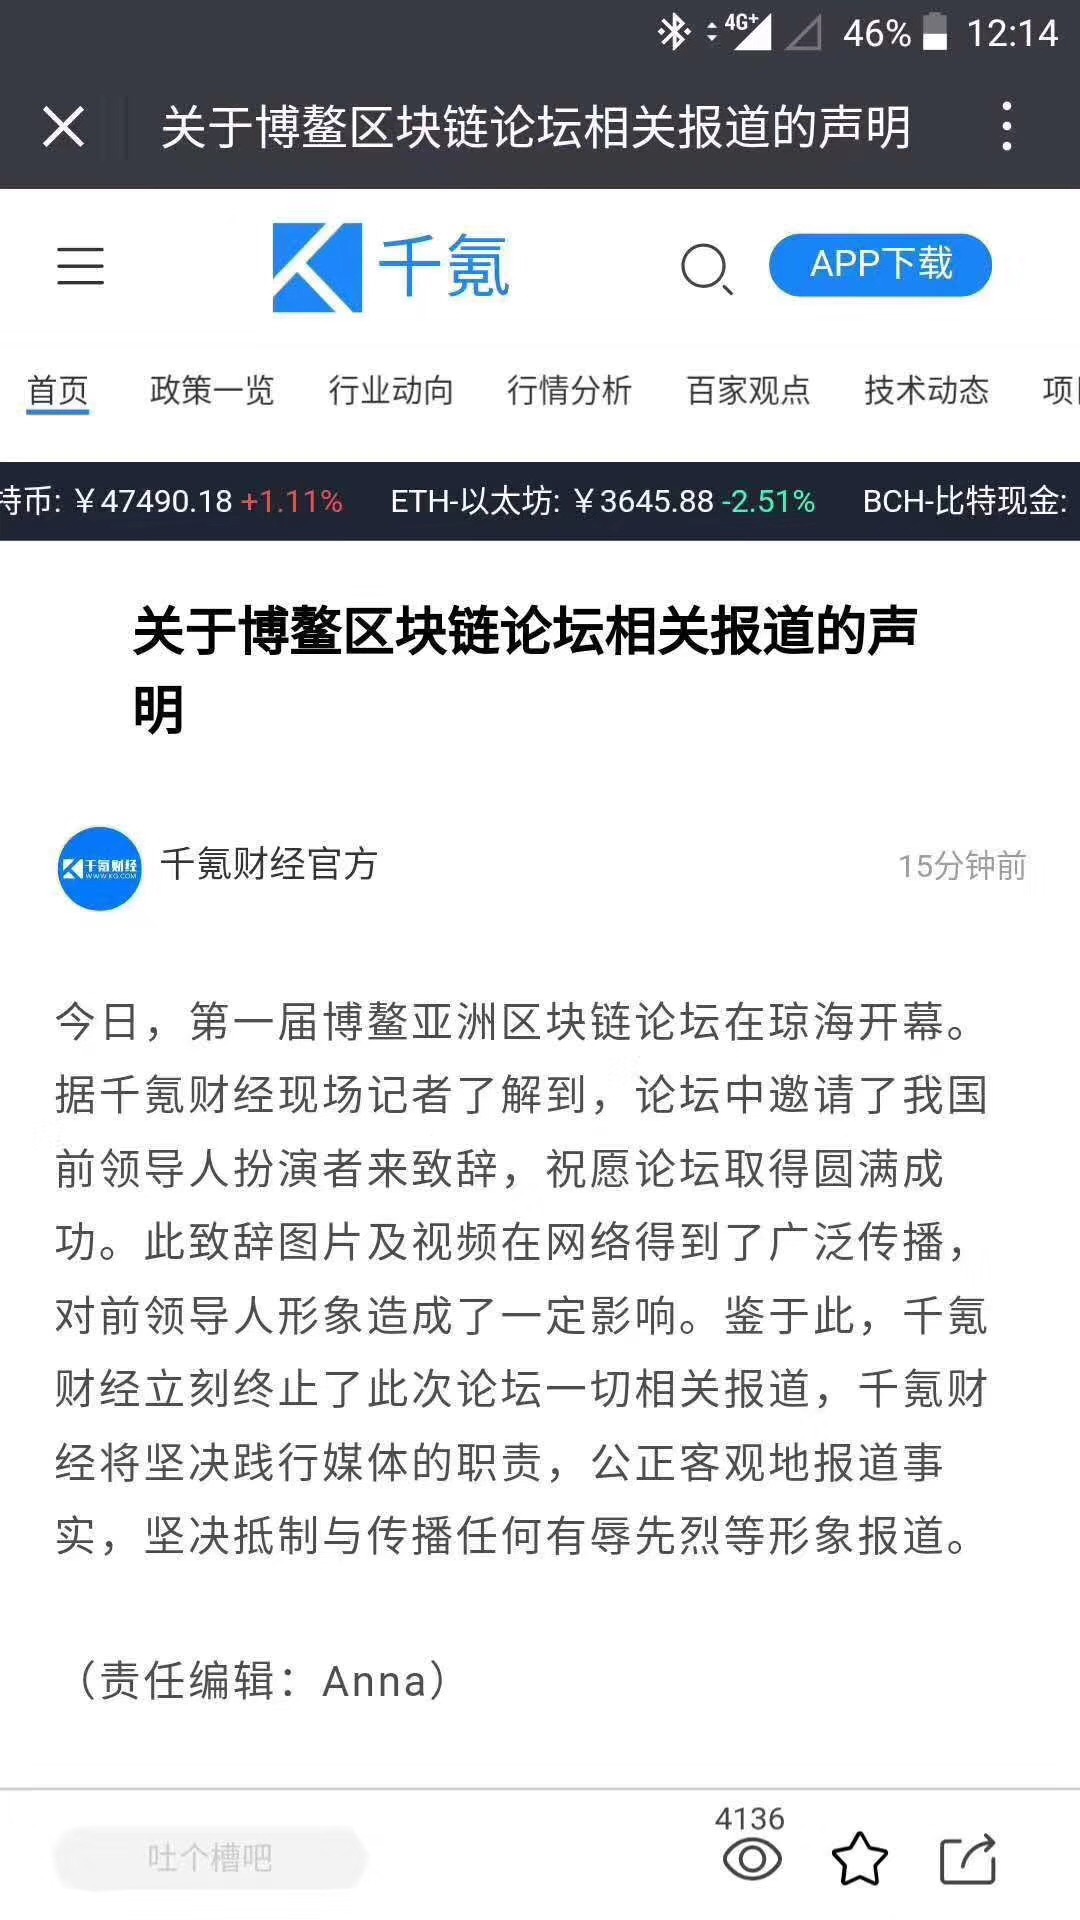 4G+ 46% 12:14
关于博鳌区块链论坛相关报道的声明
千氪 APP下载
首页 政策一览 行业动向 行情分析 百家观点 技术动态
特币: ￥47490.18 +1.11% ETH-以太坊: ￥3645.88 -2.51% BCH-比特现金:
关于博鳌区块链论坛相关报道的声
明
千氪财经
WWW.KG.COM
千氪财经官方 15分钟前
今日，第一届博鳌亚洲区块链论坛在琼海开幕。
据千氪财经现场记者了解到，论坛中邀请了我国
前领导人扮演者来致辞，祝愿论坛取得圆满成
功。此致辞图片及视频在网络得到了广泛传播，
对前领导人形象造成了一定影响。鉴于此，千氪
财经立刻终止了此次论坛一切相关报道，千氪财
经将坚决践行媒体的职责，公正客观地报道事
实，坚决抵制与传播任何有辱先烈等形象报道。
（责任编辑：Anna）
4136
吐个槽吧